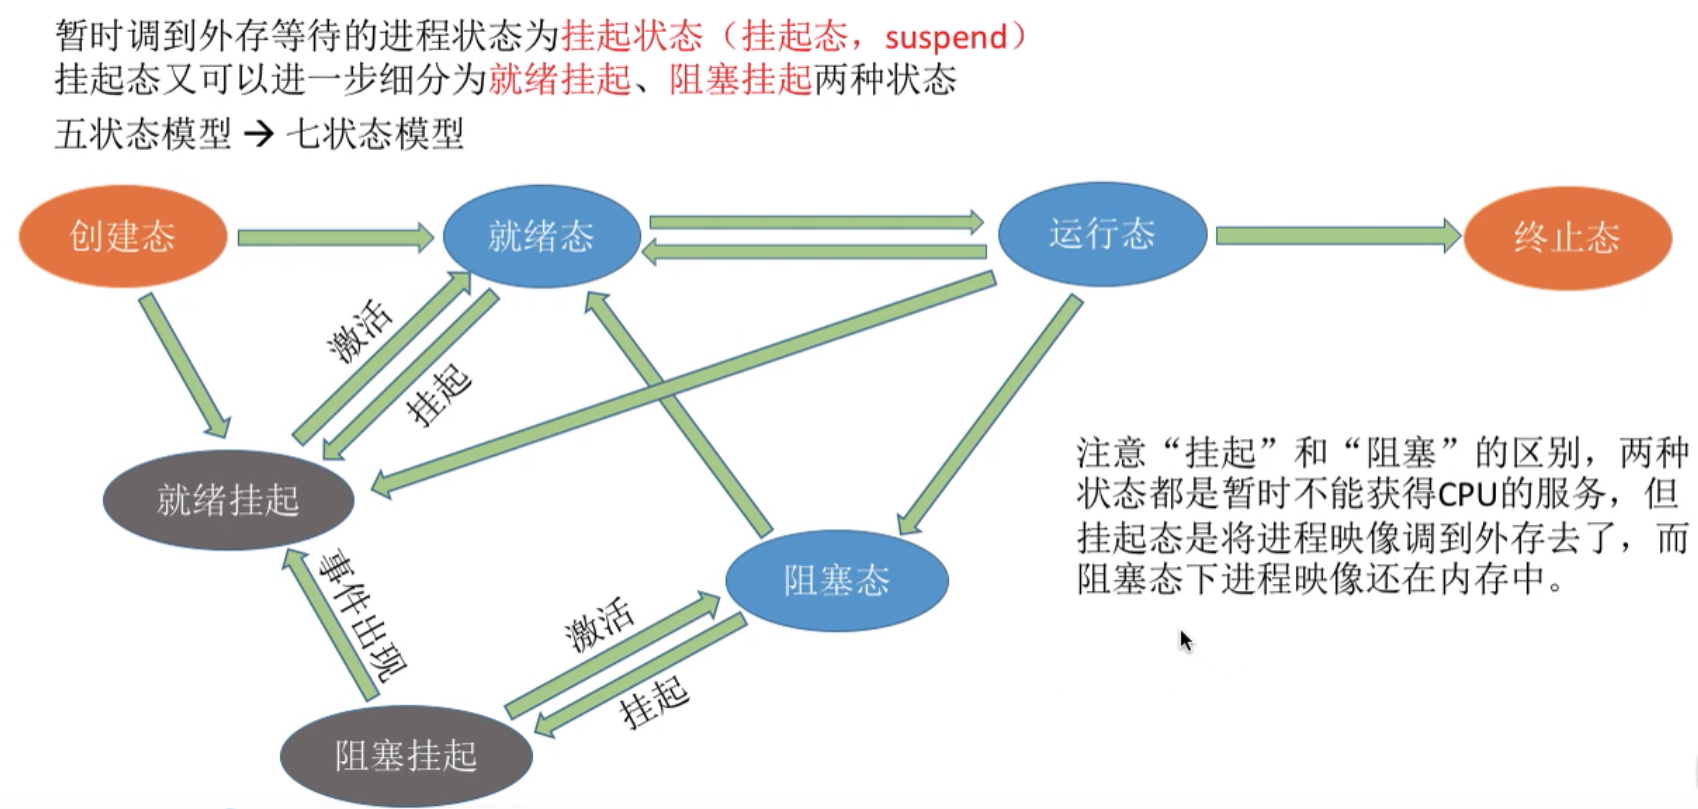 暂时调到外存等待的进程状态为挂起状态（挂起态，suspend）
挂起态又可以进一步细分为就绪挂起、阻塞挂起两种状态
五状态模型 → 七状态模型
创建态
就绪态
运行态
终止态
激活
挂起
就绪挂起
注意“挂起”和“阻塞”的区别，两种
状态都是暂时不能获得CPU的服务，但
挂起态是将进程映像调到外存去了，而
阻塞态下进程映像还在内存中。
事件出现
阻塞态
激活
挂起
阻塞挂起